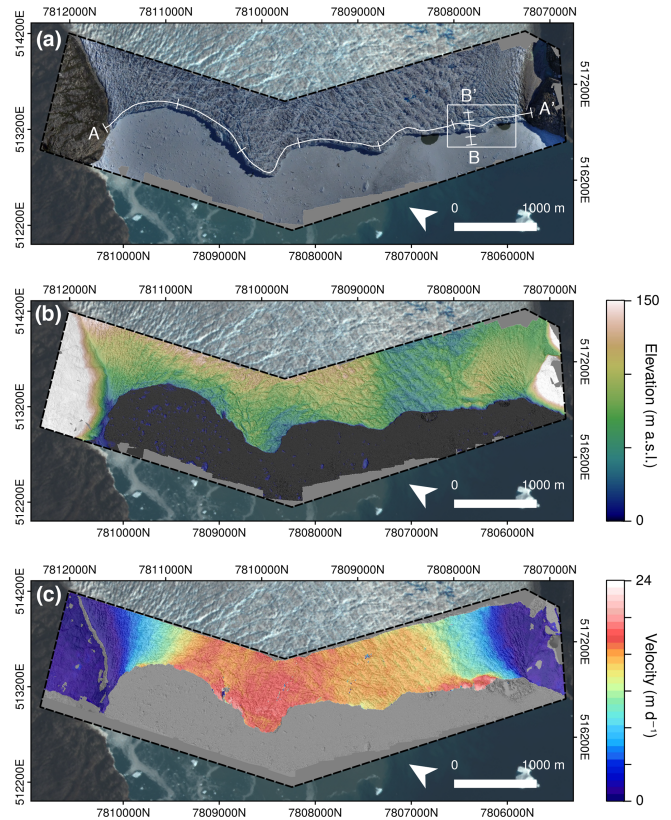 7812000N 7811000N 7810000N 7809000N 7808000N 7807000N
(a)
514200E
513200E
512200E
517200E
516200E
A
B'
A'
B
0 1000 m
7810000N 7809000N 7808000N 7807000N 7806000N
7812000N 7811000N 7810000N 7809000N 7808000N 7807000N
(b)
514200E
513200E
512200E
517200E
516200E
0 1000 m
7810000N 7809000N 7808000N 7807000N 7806000N
150
Elevation (m a.s.l.)
0
7812000N 7811000N 7810000N 7809000N 7808000N 7807000N
(c)
514200E
513200E
512200E
517200E
516200E
0 1000 m
7810000N 7809000N 7808000N 7807000N 7806000N
24
Velocity (m d⁻¹)
0